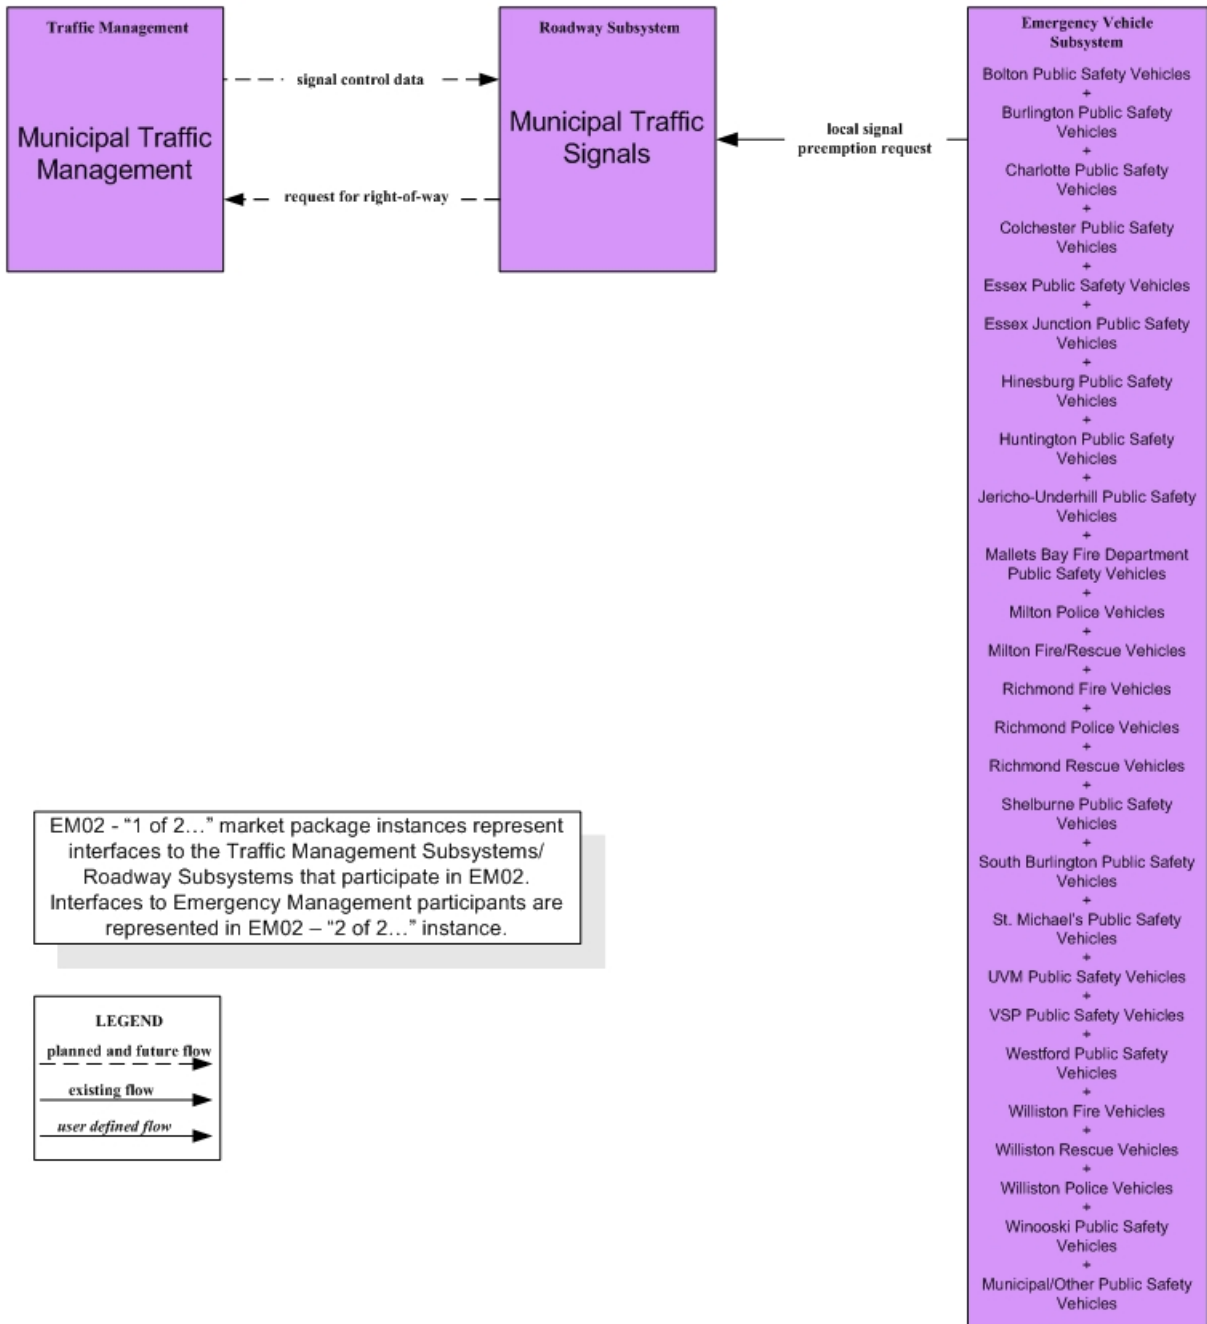 Traffic Management
Municipal Traffic
Management
signal control data
request for right-of-way
Roadway Subsystem
Municipal Traffic
Signals
local signal
preemption request
Emergency Vehicle
Subsystem
Bolton Public Safety Vehicles
+
Burlington Public Safety
Vehicles
+
Charlotte Public Safety
Vehicles
+
Colchester Public Safety
Vehicles
+
Essex Public Safety Vehicles
+
Essex Junction Public Safety
Vehicles
+
Hinesburg Public Safety
Vehicles
+
Huntington Public Safety
Vehicles
+
Jericho-Underhill Public Safety
Vehicles
+
Mallets Bay Fire Department
Public Safety Vehicles
+
Milton Police Vehicles
+
Milton Fire/Rescue Vehicles
+
Richmond Fire Vehicles
+
Richmond Police Vehicles
+
Richmond Rescue Vehicles
+
Shelburne Public Safety
Vehicles
+
South Burlington Public Safety
Vehicles
+
St. Michael's Public Safety
Vehicles
+
UVM Public Safety Vehicles
+
VSP Public Safety Vehicles
+
Westford Public Safety
Vehicles
+
Williston Fire Vehicles
+
Williston Rescue Vehicles
+
Williston Police Vehicles
+
Winooski Public Safety
Vehicles
+
Municipal/Other Public Safety
Vehicles
EM02 - “1 of 2…” market package instances represent
interfaces to the Traffic Management Subsystems/
Roadway Subsystems that participate in EM02.
Interfaces to Emergency Management participants are
represented in EM02 – “2 of 2…” instance.
LEGEND
planned and future flow
existing flow
user defined flow